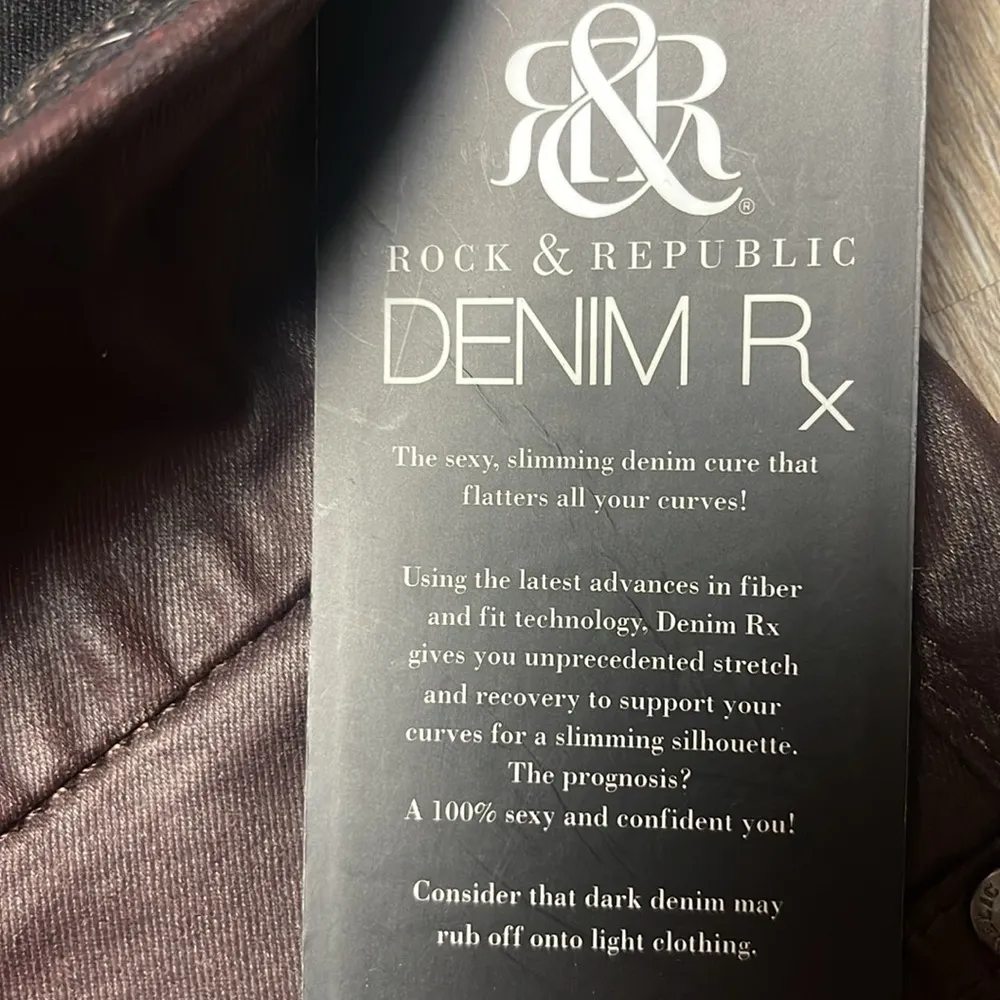 R&R®
ROCK & REPUBLIC
DENIM Rx
The sexy, slimming denim cure that
flatters all your curves!
Using the latest advances in fiber
and fit technology, Denim Rx
gives you unprecedented stretch
and recovery to support your
curves for a slimming silhouette.
The prognosis?
A 100% sexy and confident you!
Consider that dark denim may
rub off onto light clothing.